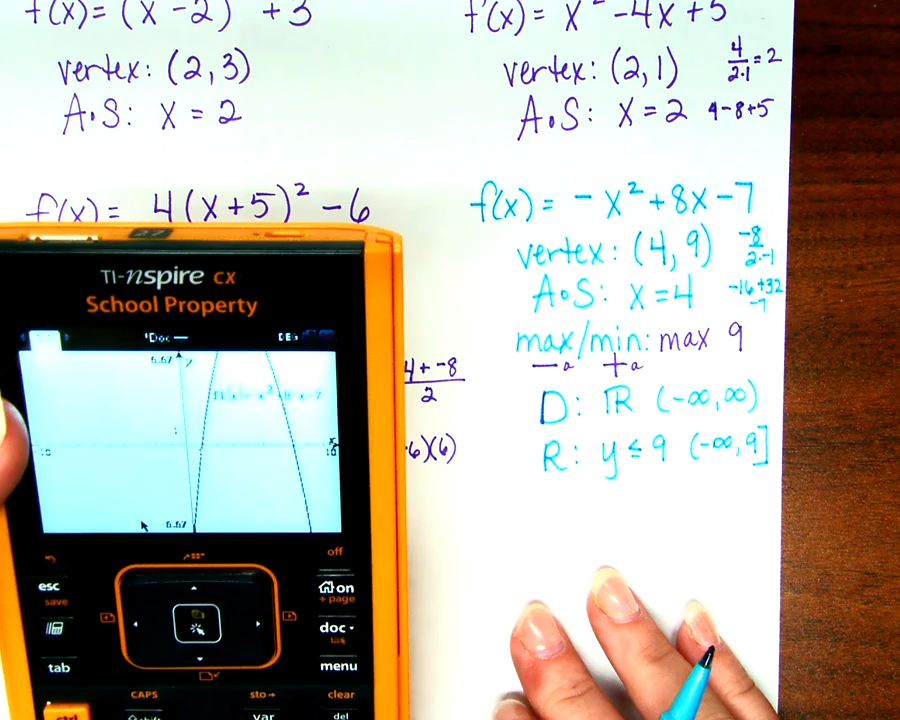 f(x) = (x - 2) + 3
vertex: (2, 3)
A.S: x = 2
f(x) = 4(x+5)² - 6
f(x) = x² - 4x + 5
vertex: (2, 1)
4/2·1 = 2
A.S: x = 2
4-8+5
f(x) = -x² + 8x - 7
vertex: (4, 9)
-8/2·-1
A.S: x = 4
-16+32
-7
max/min: max 9
-a +a
D: ℝ (-∞, ∞)
R: y ≤ 9 (-∞, 9]
4 + -8
2
6)(6)
TI-nspire CX
School Property
*Doc
6.67
y
1
x
-10
10
6.67
esc
save
tab
off
on
+ page
doc
menu
ctrl
CAPS
shift
sto→
var
clear
del